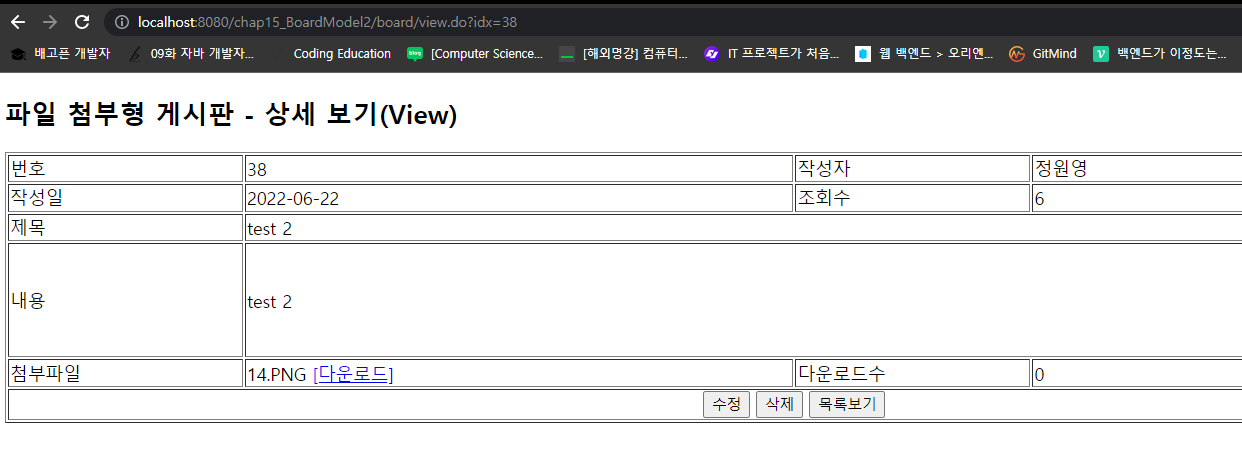 localhost:8080/chap15_BoardModel2/board/view.do?idx=38
배고픈 개발자 09화 자바 개발자... Coding Education blog [Computer Science... [해외명강] 컴퓨터... IT 프로젝트가 처음... 웹 백엔드 > 오리엔... GitMind V 백엔드가 이정도는...
파일 첨부형 게시판 - 상세 보기(View)
번호 38 작성자 정원영
작성일 2022-06-22 조회수 6
제목 test 2
내용 test 2
첨부파일 14.PNG [다운로드] 다운로드수 0
수정 삭제 목록보기